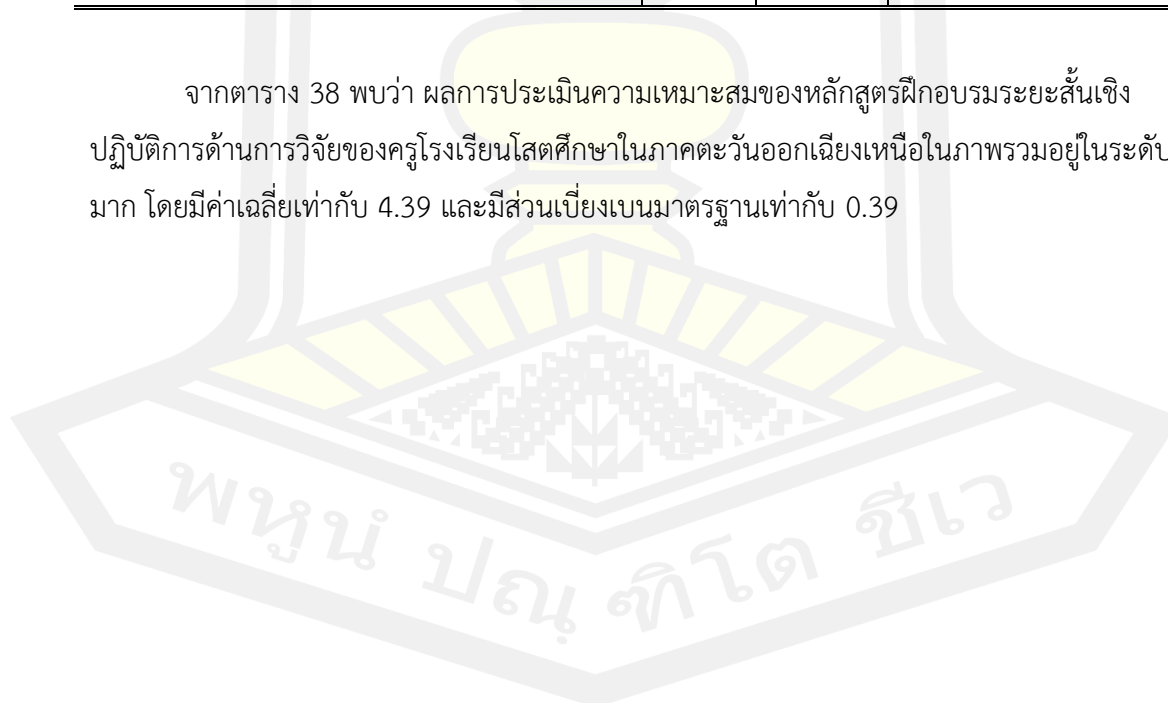 จากตาราง 38 พบว่า ผลการประเมินความเหมาะสมของหลักสูตรฝึกอบรมระยะสั้นเชิง
ปฏิบัติการด้านการวิจัยของครูโรงเรียนโสตศึกษาในภาคตะวันออกเฉียงเหนือในภาพรวมอยู่ในระดับ
มาก โดยมีค่าเฉลี่ยเท่ากับ 4.39 และมีส่วนเบี่ยงเบนมาตรฐานเท่ากับ 0.39
พหูนํ ปณฺฑิโต ชีเว